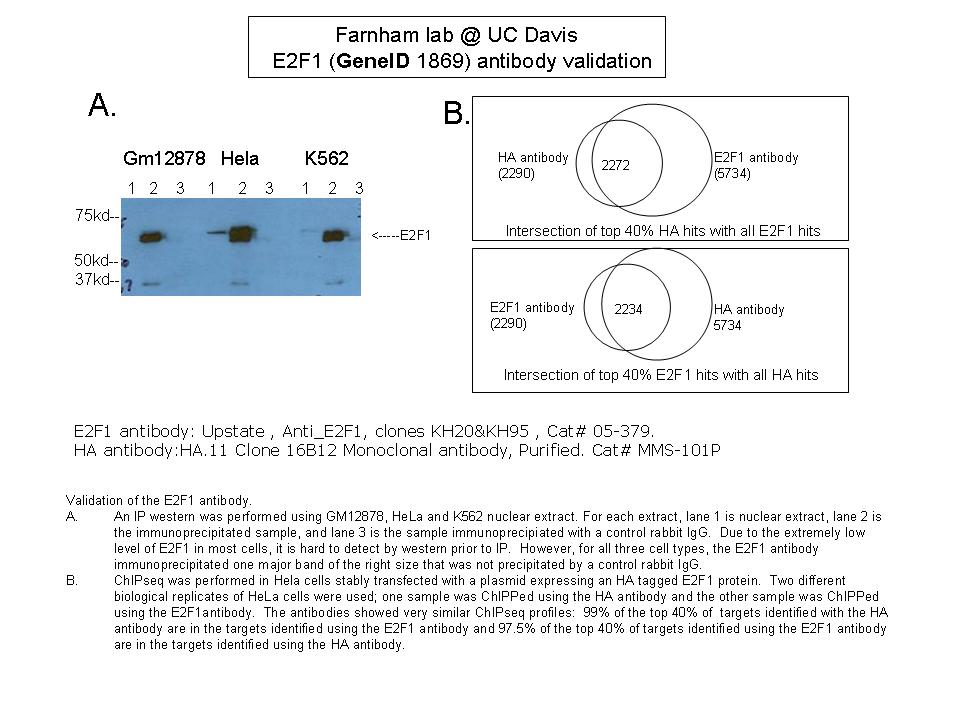 Farnham lab @ UC Davis
E2F1 (GeneID 1869) antibody validation
A.
Gm12878 Hela K562
1 2 3 1 2 3 1 2 3
75kd--
<-----E2F1
50kd--
37kd--
B.
HA antibody
(2290)
2272
E2F1 antibody
(5734)
Intersection of top 40% HA hits with all E2F1 hits
E2F1 antibody
(2290)
2234
HA antibody
5734
Intersection of top 40% E2F1 hits with all HA hits
E2F1 antibody: Upstate , Anti_E2F1, clones KH20&KH95 , Cat# 05-379.
HA antibody:HA.11 Clone 16B12 Monoclonal antibody, Purified. Cat# MMS-101P
Validation of the E2F1 antibody.
A. An IP western was performed using GM12878, HeLa and K562 nuclear extract. For each extract, lane 1 is nuclear extract, lane 2 is
the immunoprecipitated sample, and lane 3 is the sample immunoprecipiated with a control rabbit IgG. Due to the extremely low
level of E2F1 in most cells, it is hard to detect by western prior to IP. However, for all three cell types, the E2F1 antibody
immunoprecipitated one major band of the right size that was not precipitated by a control rabbit IgG.
B. ChIPseq was performed in Hela cells stably transfected with a plasmid expressing an HA tagged E2F1 protein. Two different
biological replicates of HeLa cells were used; one sample was ChIPPed using the HA antibody and the other sample was ChIPPed
using the E2F1antibody. The antibodies showed very similar ChIPseq profiles: 99% of the top 40% of targets identified with the HA
antibody are in the targets identified using the E2F1 antibody and 97.5% of the top 40% of targets identified using the E2F1 antibody
are in the targets identified using the HA antibody.